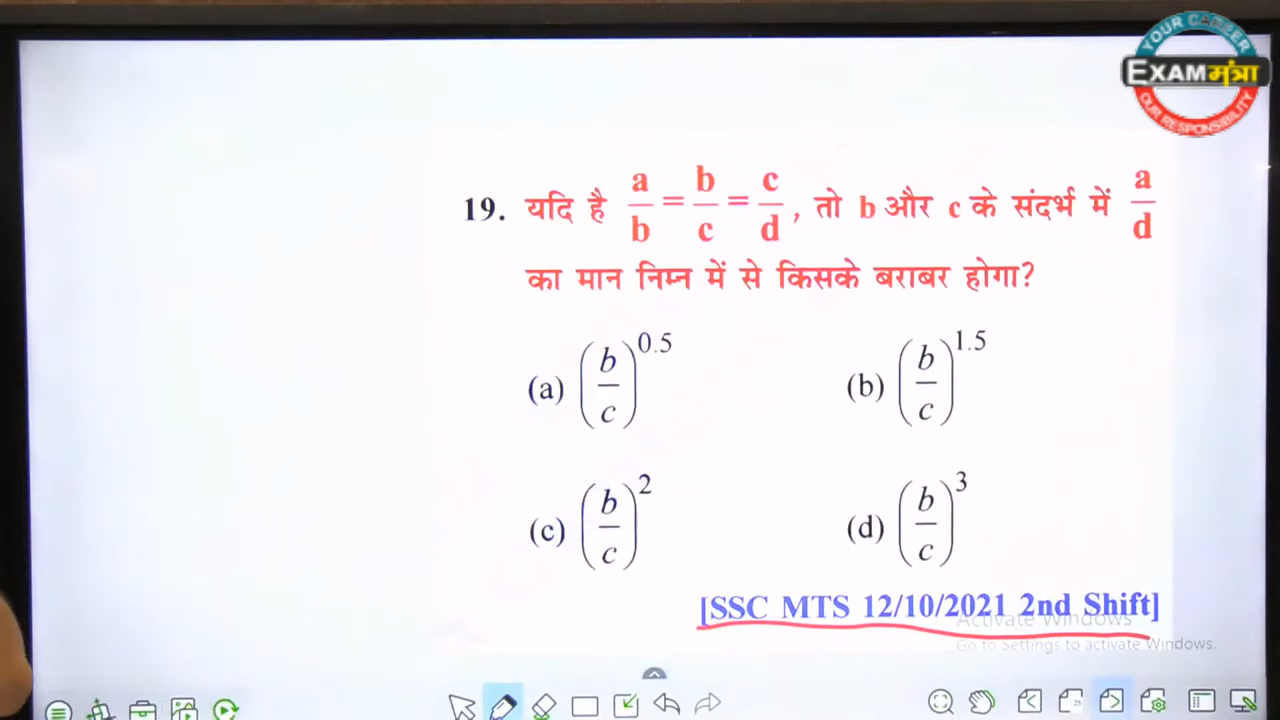 YOUR CAREER
EXAMमंत्रा
OUR RESPONSIBILITY
19. यदि है a/b = b/c = c/d, तो b और c के संदर्भ में a/d
का मान निम्न में से किसके बराबर होगा?
(a) (b/c)^0.5 (b) (b/c)^1.5
(c) (b/c)^2 (d) (b/c)^3
[SSC MTS 12/10/2021 2nd Shift]
Activate Windows
Go to Settings to activate Windows.